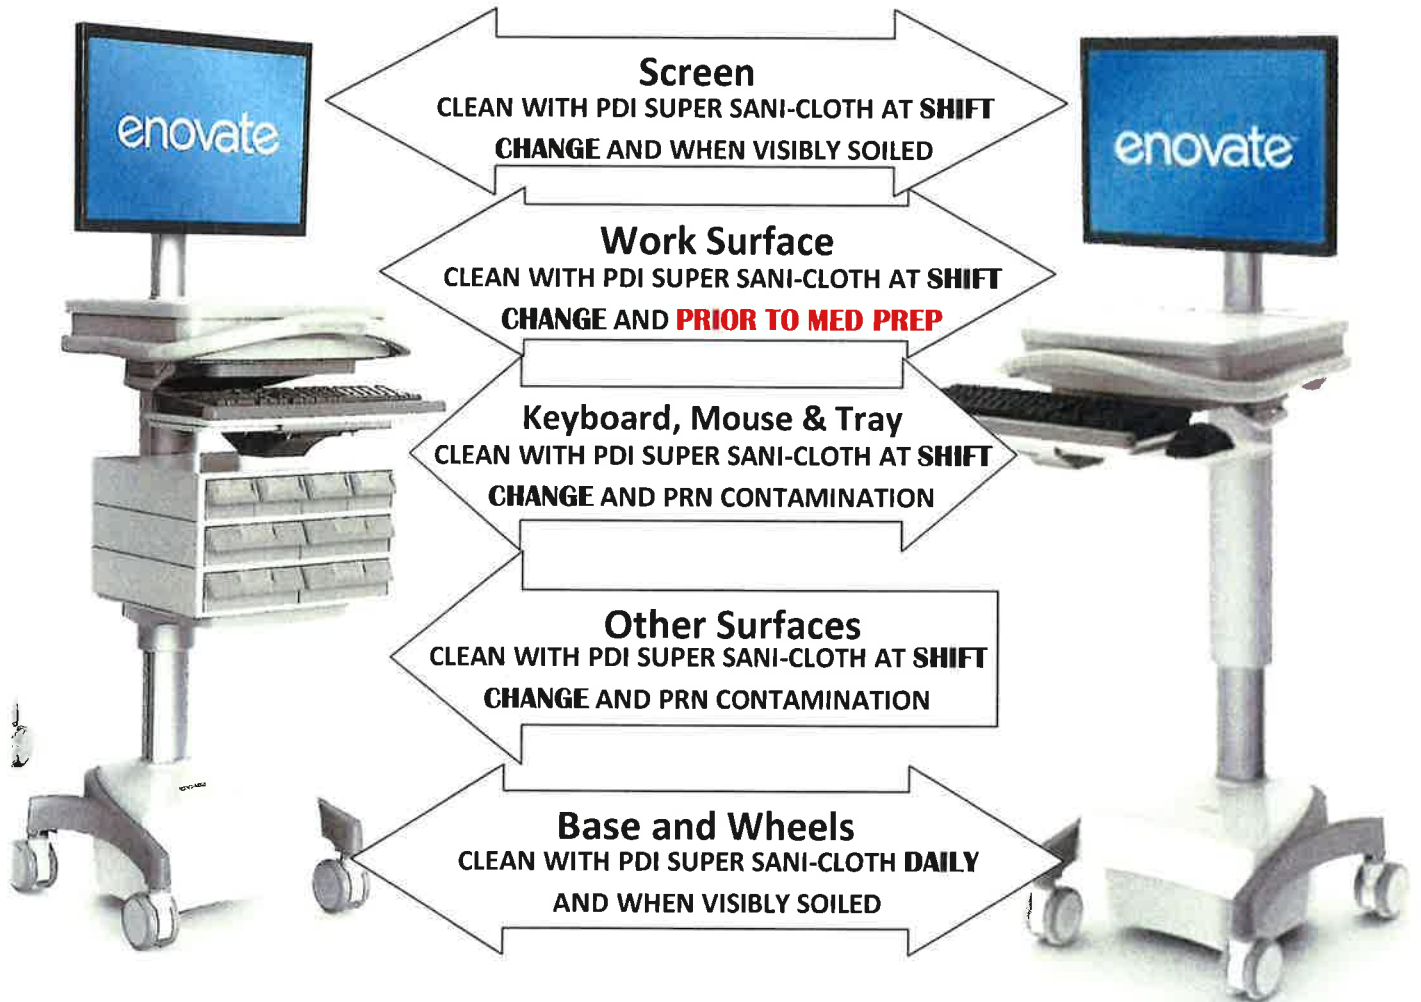 enovate
enovate
Screen
CLEAN WITH PDI SUPER SANI-CLOTH AT SHIFT
CHANGE AND WHEN VISIBLY SOILED
Work Surface
CLEAN WITH PDI SUPER SANI-CLOTH AT SHIFT
CHANGE AND PRIOR TO MED PREP
Keyboard, Mouse & Tray
CLEAN WITH PDI SUPER SANI-CLOTH AT SHIFT
CHANGE AND PRN CONTAMINATION
Other Surfaces
CLEAN WITH PDI SUPER SANI-CLOTH AT SHIFT
CHANGE AND PRN CONTAMINATION
Base and Wheels
CLEAN WITH PDI SUPER SANI-CLOTH DAILY
AND WHEN VISIBLY SOILED